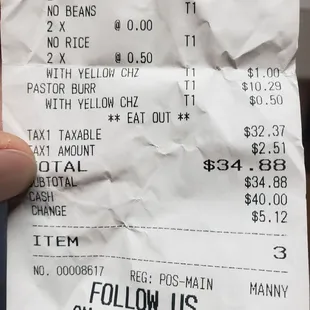 NO BEANS T1
2 X @ 0.00
NO RICE T1
2 X @ 0.50
WITH YELLOW CHZ T1 $1.00
PASTOR BURR T1 $10.29
WITH YELLOW CHZ T1 $0.50
** EAT OUT **
TAX1 TAXABLE $32.37
TAX1 AMOUNT $2.51
TOTAL $34.88
SUBTOTAL $34.88
CASH $40.00
CHANGE $5.12
ITEM 3
NO. 00008617 REG: POS-MAIN MANNY
FOLLOW US